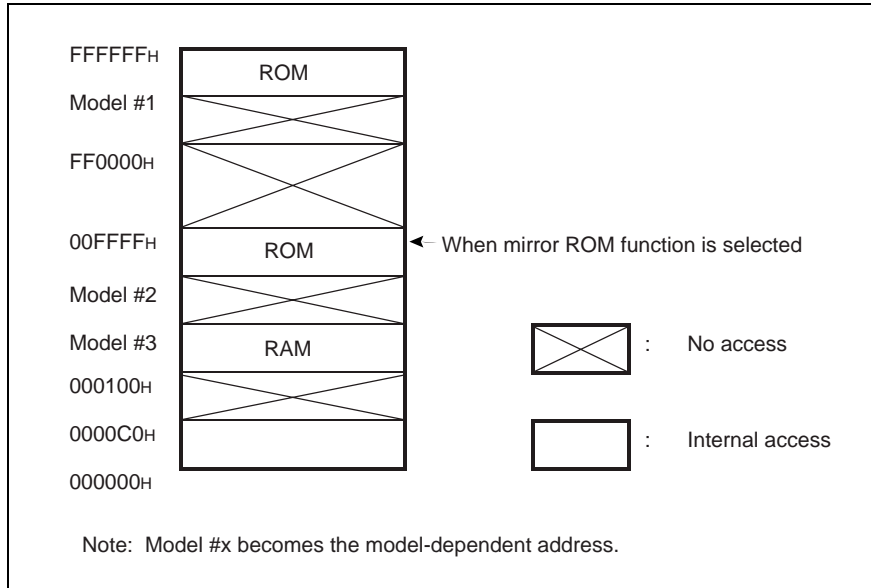 FFFFFFH
ROM
Model #1
FF0000H
00FFFFH
ROM
When mirror ROM function is selected
Model #2
Model #3
RAM
: No access
000100H
0000C0H
: Internal access
000000H
Note: Model #x becomes the model-dependent address.